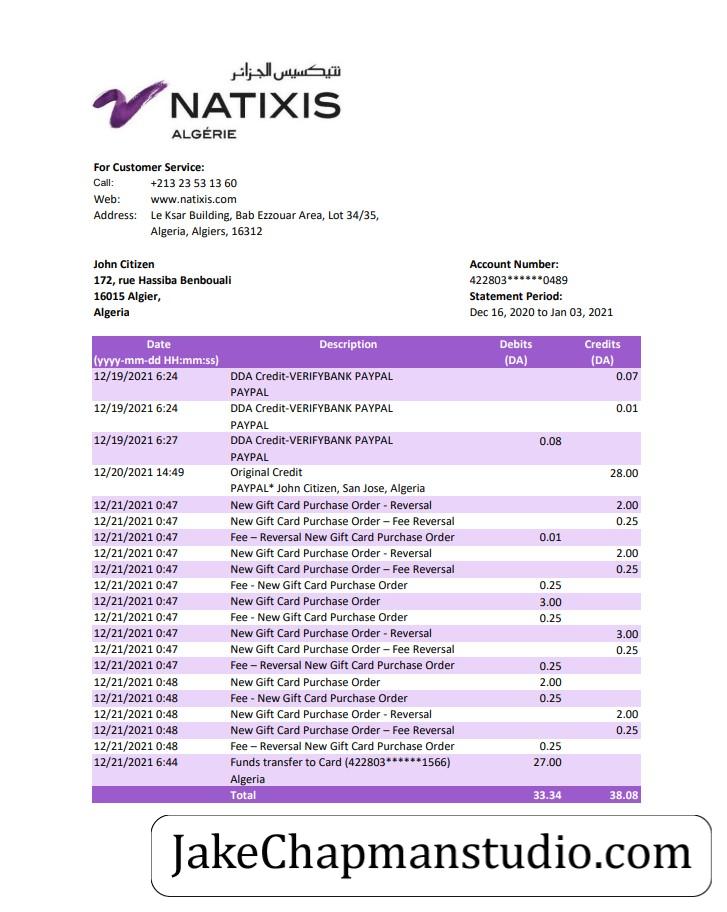 نتيكسيس الجزائر
NATIXIS
ALGÉRIE
For Customer Service:
Call: +213 23 53 13 60
Web: www.natixis.com
Address: Le Ksar Building, Bab Ezzouar Area, Lot 34/35,
Algeria, Algiers, 16312
John Citizen Account Number:
172, rue Hassiba Benbouali 422803******0489
16015 Algier, Statement Period:
Algeria Dec 16, 2020 to Jan 03, 2021
Date Description Debits Credits
(yyyy-mm-dd HH:mm:ss) (DA) (DA)
12/19/2021 6:24 DDA Credit-VERIFYBANK PAYPAL 0.07
PAYPAL
12/19/2021 6:24 DDA Credit-VERIFYBANK PAYPAL 0.01
PAYPAL
12/19/2021 6:27 DDA Credit-VERIFYBANK PAYPAL 0.08
PAYPAL
12/20/2021 14:49 Original Credit 28.00
PAYPAL* John Citizen, San Jose, Algeria
12/21/2021 0:47 New Gift Card Purchase Order - Reversal 2.00
12/21/2021 0:47 New Gift Card Purchase Order – Fee Reversal 0.25
12/21/2021 0:47 Fee – Reversal New Gift Card Purchase Order 0.01
12/21/2021 0:47 New Gift Card Purchase Order - Reversal 2.00
12/21/2021 0:47 New Gift Card Purchase Order – Fee Reversal 0.25
12/21/2021 0:47 Fee - New Gift Card Purchase Order 0.25
12/21/2021 0:47 New Gift Card Purchase Order 3.00
12/21/2021 0:47 Fee - New Gift Card Purchase Order 0.25
12/21/2021 0:47 New Gift Card Purchase Order - Reversal 3.00
12/21/2021 0:47 New Gift Card Purchase Order – Fee Reversal 0.25
12/21/2021 0:47 Fee – Reversal New Gift Card Purchase Order 0.25
12/21/2021 0:48 New Gift Card Purchase Order 2.00
12/21/2021 0:48 Fee - New Gift Card Purchase Order 0.25
12/21/2021 0:48 New Gift Card Purchase Order - Reversal 2.00
12/21/2021 0:48 New Gift Card Purchase Order – Fee Reversal 0.25
12/21/2021 0:48 Fee – Reversal New Gift Card Purchase Order 0.25
12/21/2021 6:44 Funds transfer to Card (422803******1566) 27.00
Algeria
Total 33.34 38.08
JakeChapmanstudio.com